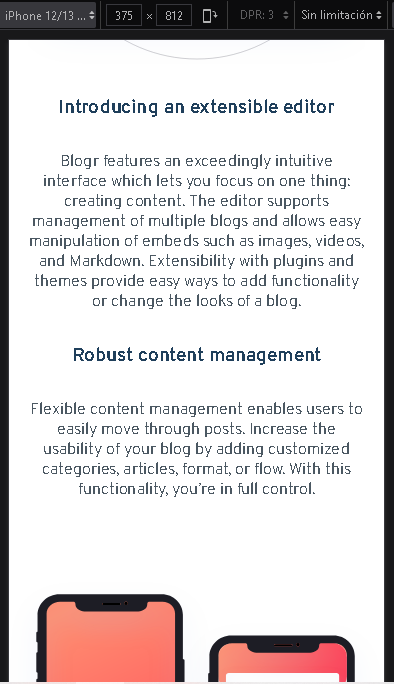 iPhone 12/13 ... 375 × 812 DPR: 3 Sin limitación
Introducing an extensible editor
Blogr features an exceedingly intuitive
interface which lets you focus on one thing:
creating content. The editor supports
management of multiple blogs and allows easy
manipulation of embeds such as images, videos,
and Markdown. Extensibility with plugins and
themes provide easy ways to add functionality
or change the looks of a blog.
Robust content management
Flexible content management enables users to
easily move through posts. Increase the
usability of your blog by adding customized
categories, articles, format, or flow. With this
functionality, you’re in full control.